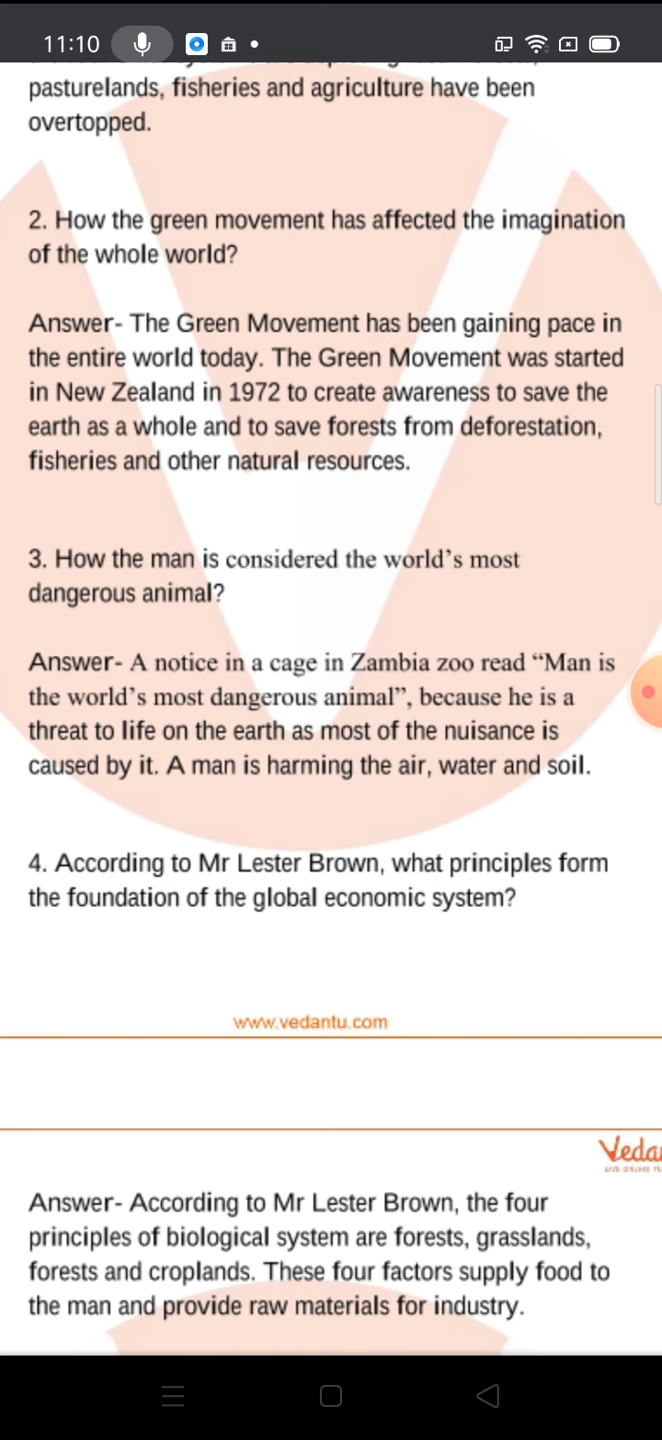 11:10
pasturelands, fisheries and agriculture have been
overtopped.
2. How the green movement has affected the imagination
of the whole world?
Answer- The Green Movement has been gaining pace in
the entire world today. The Green Movement was started
in New Zealand in 1972 to create awareness to save the
earth as a whole and to save forests from deforestation,
fisheries and other natural resources.
3. How the man is considered the world’s most
dangerous animal?
Answer- A notice in a cage in Zambia zoo read “Man is
the world’s most dangerous animal”, because he is a
threat to life on the earth as most of the nuisance is
caused by it. A man is harming the air, water and soil.
4. According to Mr Lester Brown, what principles form
the foundation of the global economic system?
www.vedantu.com
Answer- According to Mr Lester Brown, the four
principles of biological system are forests, grasslands,
forests and croplands. These four factors supply food to
the man and provide raw materials for industry.